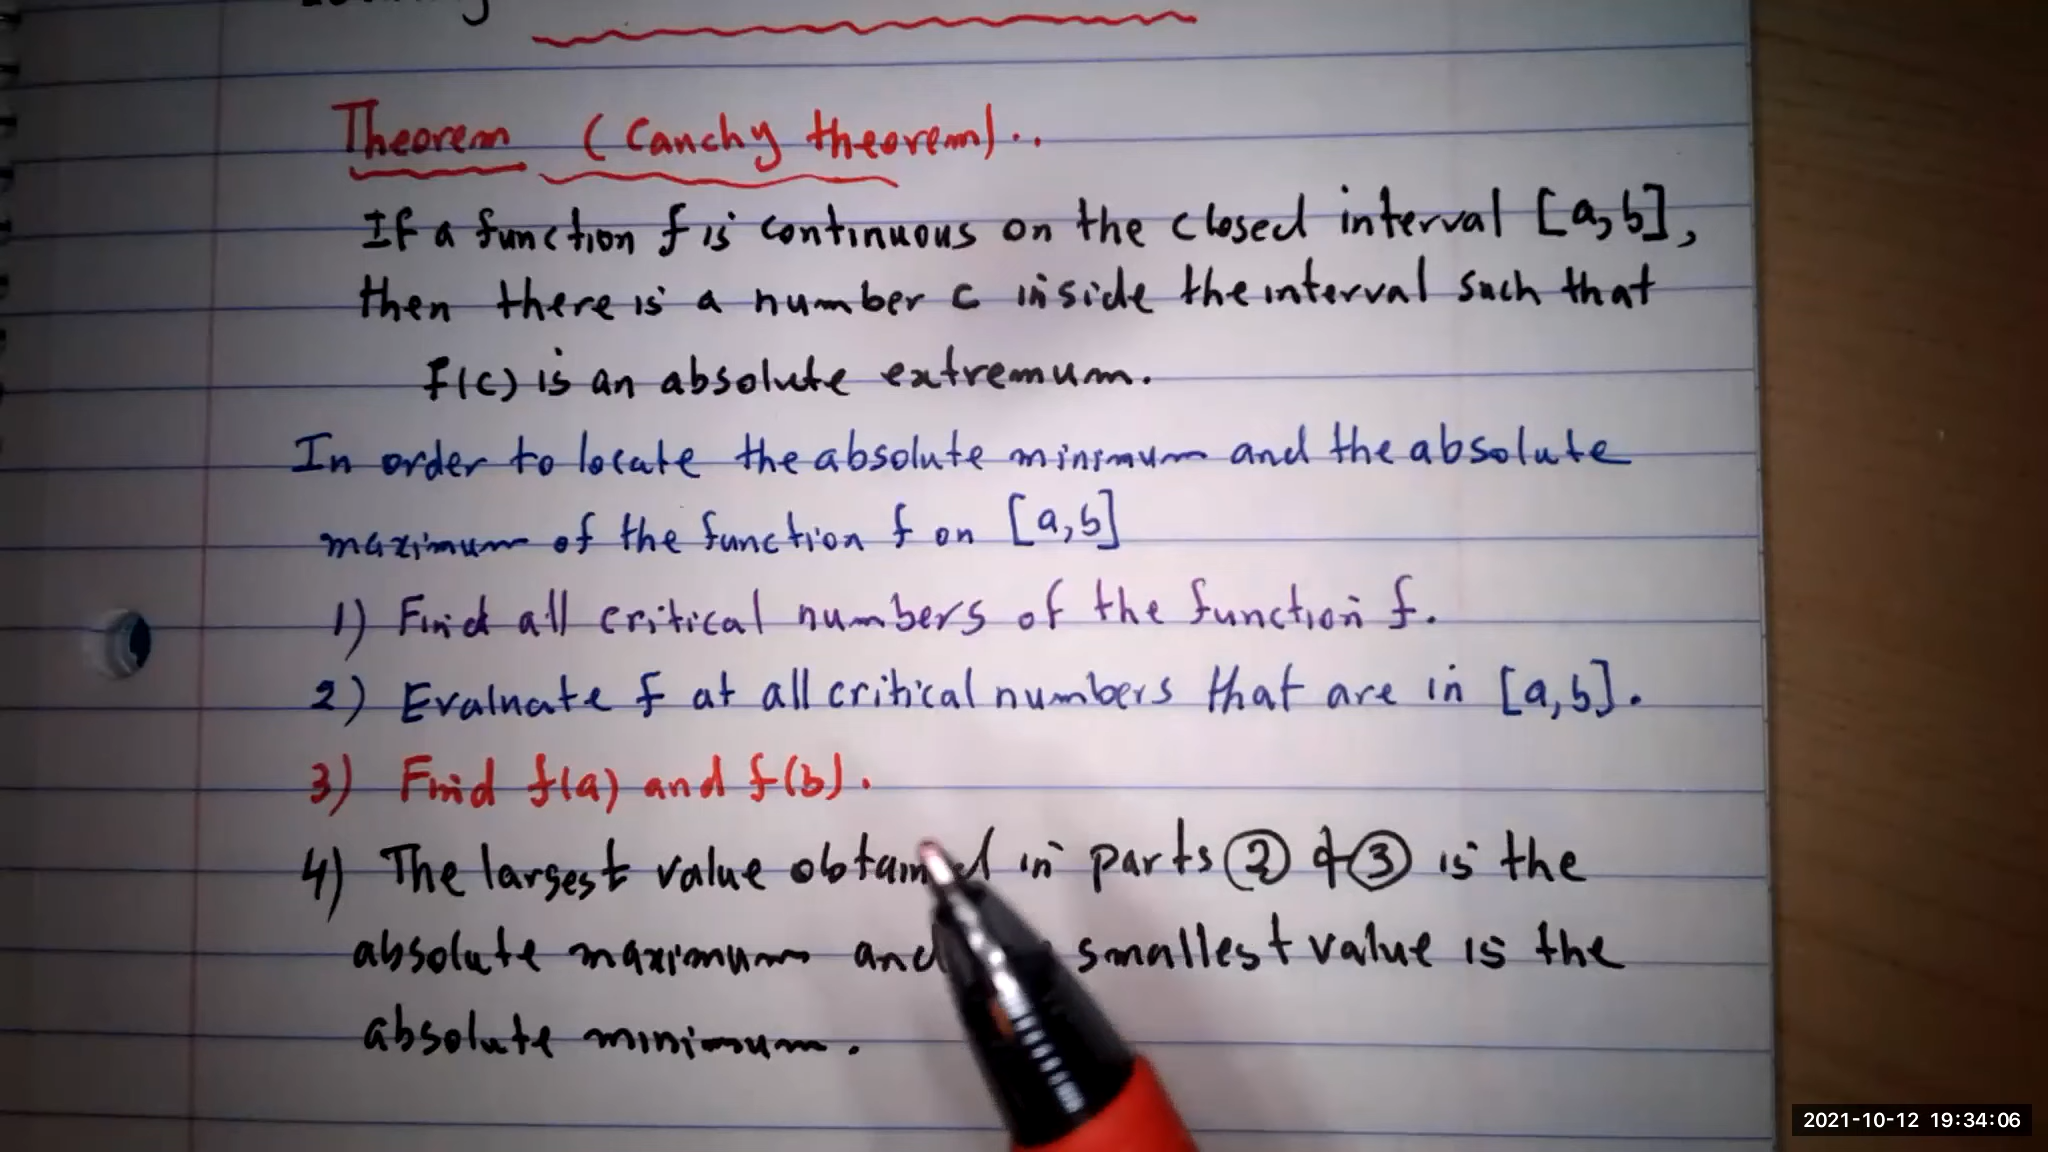 Theorem (Cauchy theorem)..
If a function f is continuous on the closed interval [a,b],
then there is a number c inside the interval such that
f(c) is an absolute extremum.
In order to locate the absolute minimum and the absolute
maximum of the function f on [a,b]
1) Find all critical numbers of the function f.
2) Evaluate f at all critical numbers that are in [a,b].
3) Find f(a) and f(b).
4) The largest value obtained in parts ② & ③ is the
absolute maximum and smallest value is the
absolute minimum.
2021-10-12 19:34:06